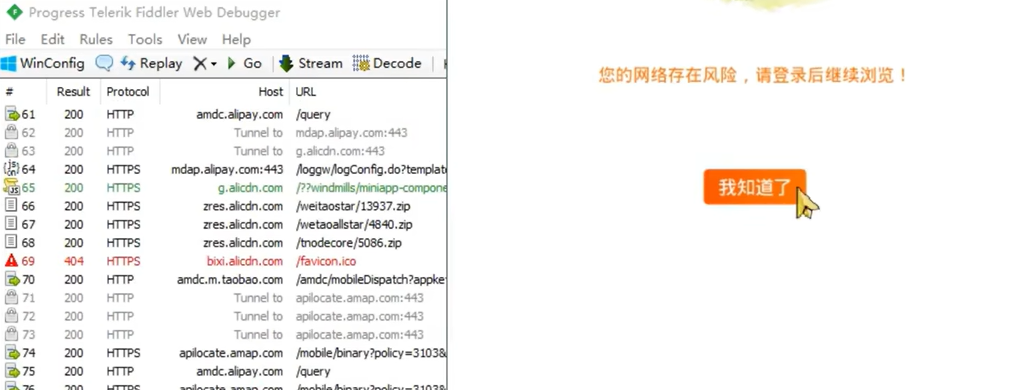 Progress Telerik Fiddler Web Debugger
File Edit Rules Tools View Help
WinConfig Replay Go Stream Decode
# Result Protocol Host URL
61 200 HTTP amdc.alipay.com /query
62 200 HTTP Tunnel to mdap.alipay.com:443
63 200 HTTP Tunnel to g.alicdn.com:443
64 200 HTTPS mdap.alipay.com:443 /loggw/logConfig.do?templat
65 200 HTTPS g.alicdn.com /??windmills/miniapp-compone
66 200 HTTPS zres.alicdn.com /weitaostar/13937.zip
67 200 HTTPS zres.alicdn.com /wetaoallstar/4840.zip
68 200 HTTPS zres.alicdn.com /tnodecore/5086.zip
69 404 HTTPS bixi.alicdn.com /favicon.ico
70 200 HTTP amdc.m.taobao.com /amdc/mobileDispatch?appke
71 200 HTTP Tunnel to apilocate.amap.com:443
72 200 HTTP Tunnel to apilocate.amap.com:443
73 200 HTTP Tunnel to apilocate.amap.com:443
74 200 HTTPS apilocate.amap.com /mobile/binary?policy=3103&
75 200 HTTP amdc.alipay.com /query
76 200 HTTPS apilocate.amap.com /mobile/binary?policy=3103&
您的网络存在风险，请登录后继续浏览！
我知道了